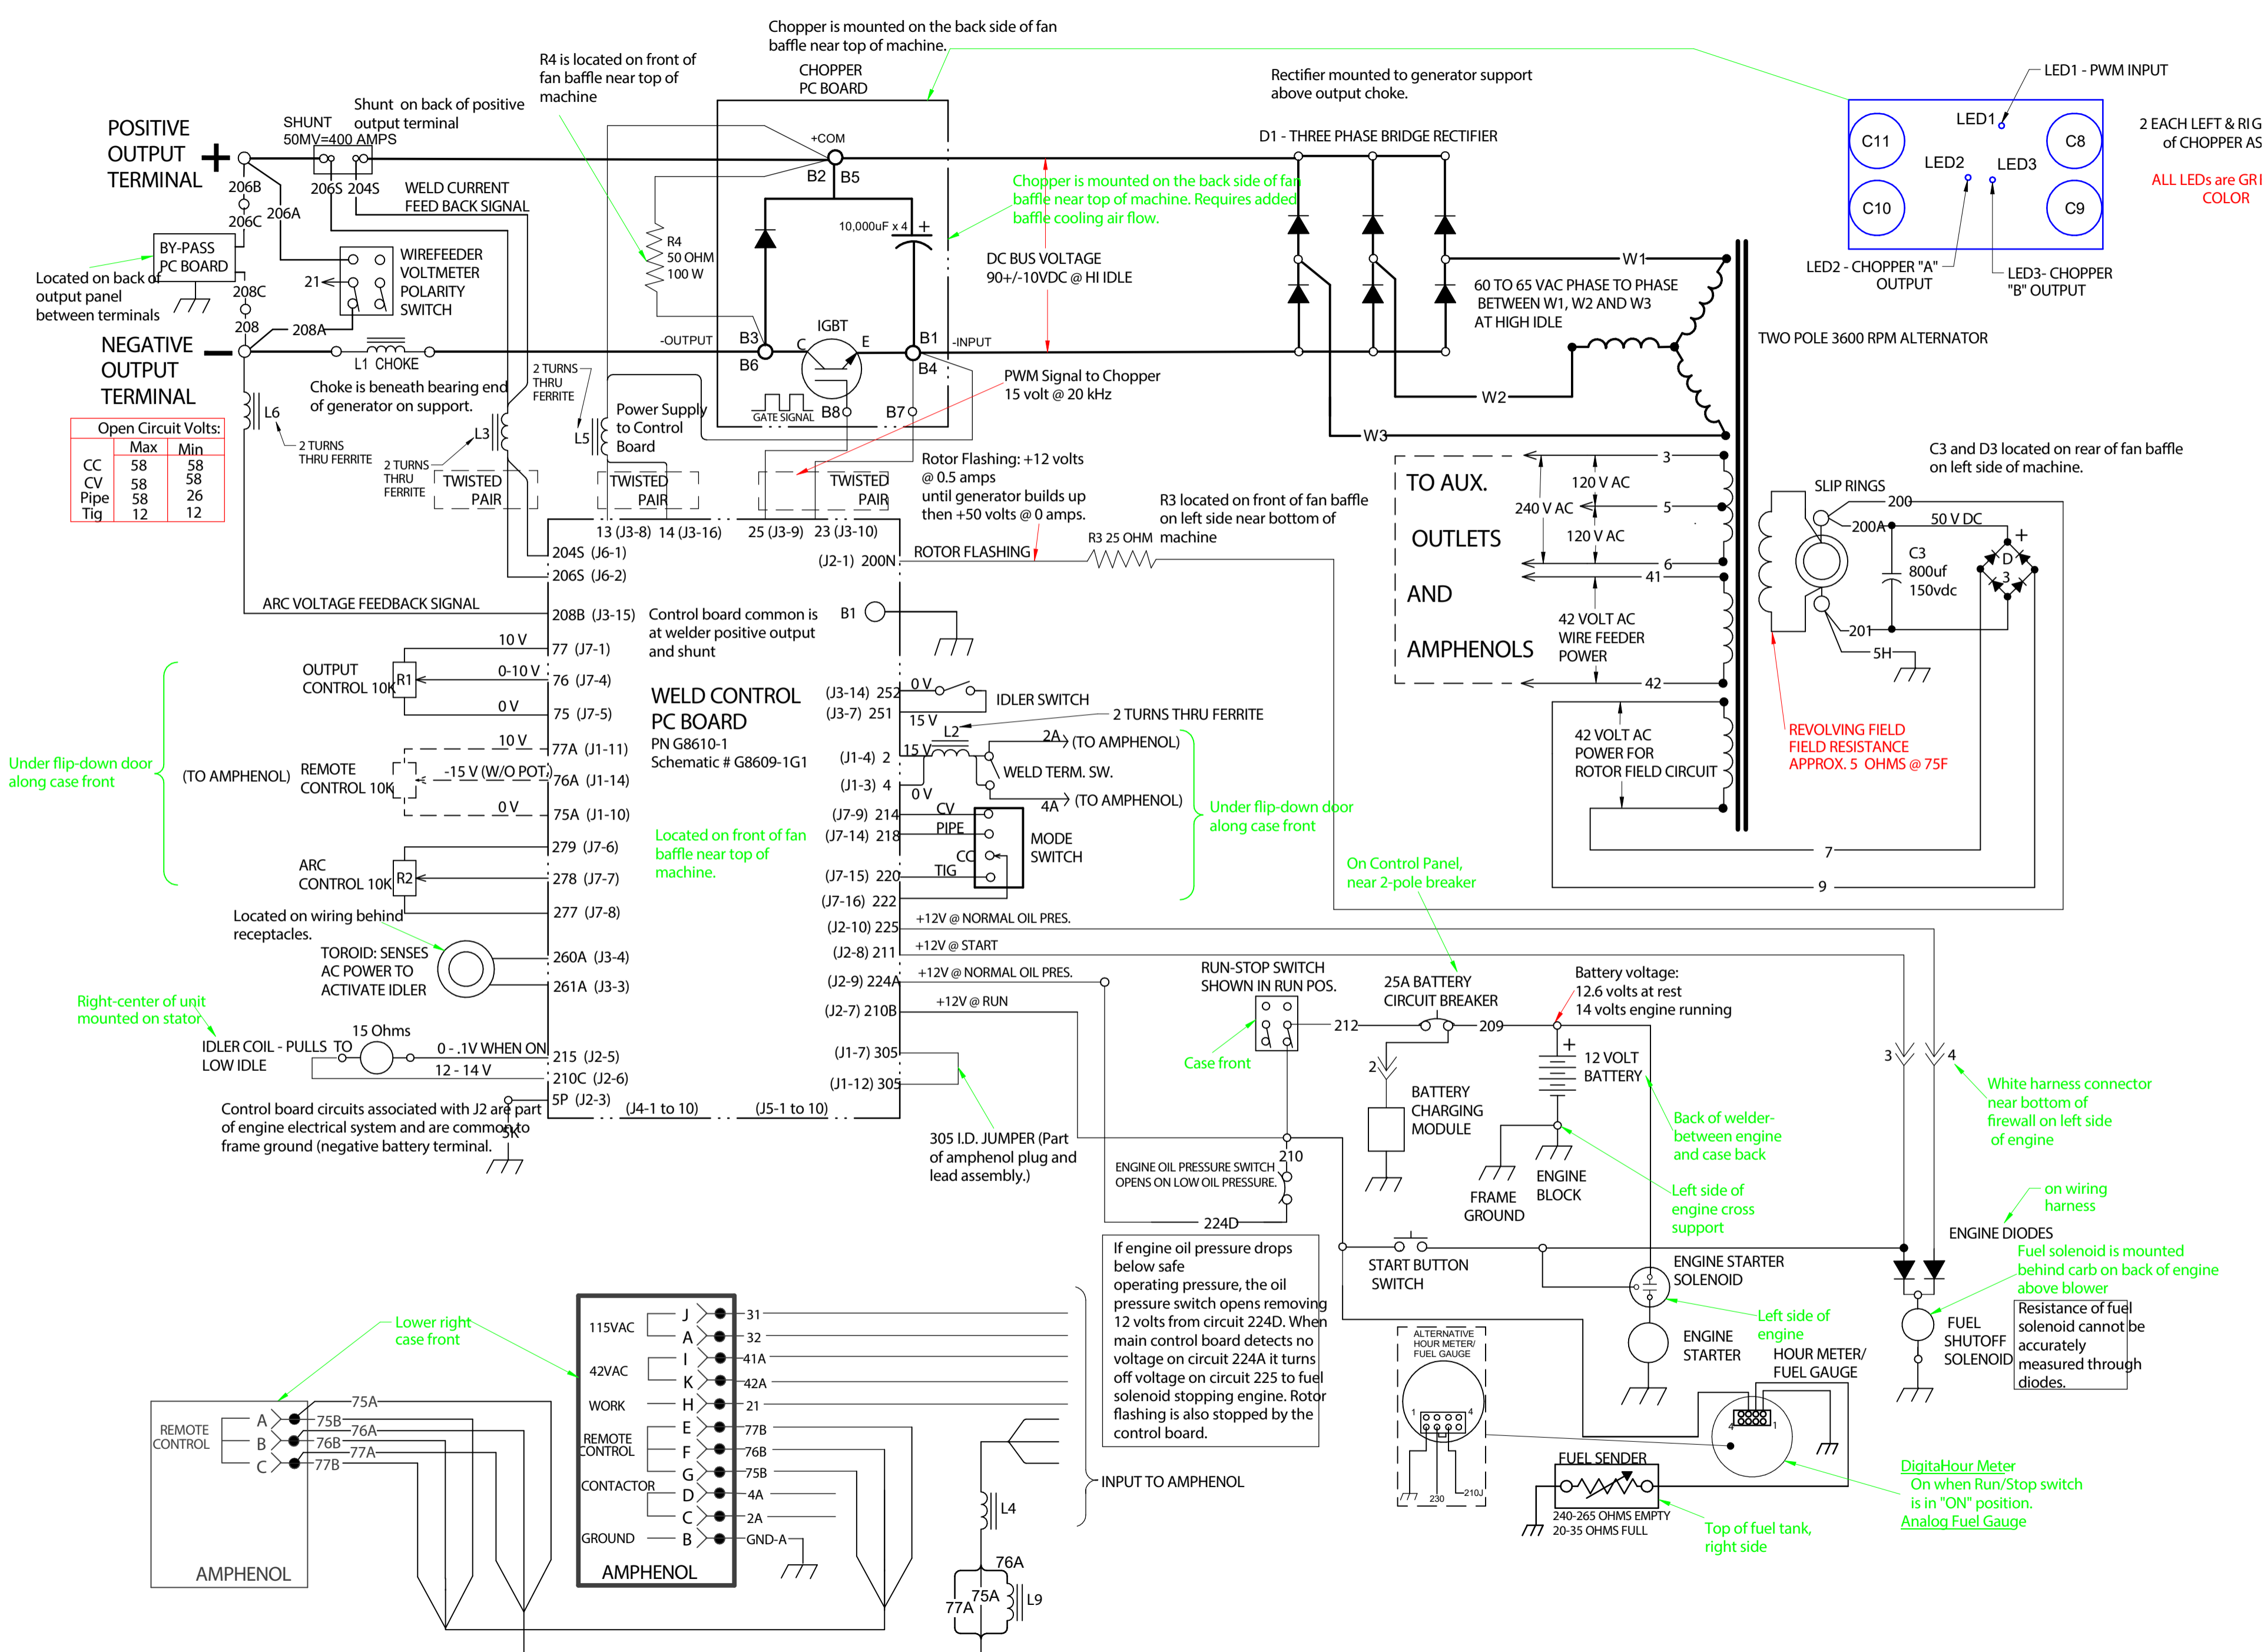 Chopper is mounted on the back side of fan
baffle near top of machine.
R4 is located on front of
fan baffle near top of
machine
CHOPPER
PC BOARD
Rectifier mounted to generator support
above output choke.
LED1 - PWM INPUT
LED1
C11
C8
LED2
LED3
C10
C9
LED2 - CHOPPER "A"
OUTPUT
LED3- CHOPPER
"B" OUTPUT
2 EACH LEFT & RIG
of CHOPPER AS
ALL LEDs are GRI
COLOR
Shunt on back of positive
output terminal
SHUNT
50MV=400 AMPS
POSITIVE
OUTPUT
TERMINAL
+
206B
206C
206A
206S
204S
WELD CURRENT
FEED BACK SIGNAL
+COM
B2
B5
D1 - THREE PHASE BRIDGE RECTIFIER
Chopper is mounted on the back side of fan
baffle near top of machine. Requires added
baffle cooling air flow.
10,000uF x 4
+
R4
50 OHM
100 W
DC BUS VOLTAGE
90+/-10VDC @ HI IDLE
BY-PASS
PC BOARD
Located on back of
output panel
between terminals
208C
208
208A
21
WIREFEEDER
VOLTMETER
POLARITY
SWITCH
NEGATIVE
OUTPUT
TERMINAL
L1 CHOKE
Choke is beneath bearing end
of generator on support.
-OUTPUT
B3
B6
C
IGBT
E
B1
B4
-INPUT
GATE SIGNAL
B8
B7
PWM Signal to Chopper
15 volt @ 20 kHz
W1
60 TO 65 VAC PHASE TO PHASE
BETWEEN W1, W2 AND W3
AT HIGH IDLE
W2
W3
TWO POLE 3600 RPM ALTERNATOR
L6
2 TURNS
THRU FERRITE
L3
2 TURNS
THRU
FERRITE
2 TURNS
THRU
FERRITE
L5
Power Supply
to Control
Board
Open Circuit Volts:
Max Min
CC 58 58
CV 58 58
Pipe 58 26
Tig 12 12
TWISTED
PAIR
TWISTED
PAIR
TWISTED
PAIR
Rotor Flashing: +12 volts
@ 0.5 amps
until generator builds up
then +50 volts @ 0 amps.
R3 located on front of fan baffle
on left side near bottom of
machine
R3 25 OHM
C3 and D3 located on rear of fan baffle
on left side of machine.
TO AUX.
OUTLETS
AND
AMPHENOLS
3
120 V AC
240 V AC
5
120 V AC
6
41
42 VOLT AC
WIRE FEEDER
POWER
42
42 VOLT AC
POWER FOR
ROTOR FIELD CIRCUIT
7
9
SLIP RINGS
200
200A
50 V DC
+
C3
800uf
150vdc
D
3
201
5H
REVOLVING FIELD
FIELD RESISTANCE
APPROX. 5 OHMS @ 75F
13 (J3-8)
14 (J3-16)
25 (J3-9)
23 (J3-10)
204S (J6-1)
206S (J6-2)
(J2-1) 200N
ROTOR FLASHING
ARC VOLTAGE FEEDBACK SIGNAL
208B (J3-15)
Control board common is
at welder positive output
and shunt
B1
WELD CONTROL
PC BOARD
PN G8610-1
Schematic # G8609-1G1
Located on front of fan
baffle near top of
machine.
OUTPUT
CONTROL 10K
R1
10 V
77 (J7-1)
0-10 V
76 (J7-4)
0 V
75 (J7-5)
Under flip-down door
along case front
(TO AMPHENOL)
REMOTE
CONTROL 10K
10 V
77A (J1-11)
-15 V (W/O POT.)
76A (J1-14)
0 V
75A (J1-10)
ARC
CONTROL 10K
R2
279 (J7-6)
278 (J7-7)
277 (J7-8)
Located on wiring behind
receptacles.
TOROID: SENSES
AC POWER TO
ACTIVATE IDLER
260A (J3-4)
261A (J3-3)
Right-center of unit
mounted on stator
IDLER COIL - PULLS TO
LOW IDLE
15 Ohms
0 - .1V WHEN ON
12 - 14 V
215 (J2-5)
210C (J2-6)
5P (J2-3)
5K
(J4-1 to 10)
(J5-1 to 10)
Control board circuits associated with J2 are part
of engine electrical system and are common to
frame ground (negative battery terminal.
(J3-14) 252
0 V
(J3-7) 251
15 V
IDLER SWITCH
L2
2 TURNS THRU FERRITE
(J1-4) 2
15 V
2A
(TO AMPHENOL)
WELD TERM. SW.
(J1-3) 4
0 V
4A
(TO AMPHENOL)
(J7-9) 214
CV
(J7-14) 218
PIPE
CC
(J7-15) 220
TIG
(J7-16) 222
MODE
SWITCH
Under flip-down door
along case front
(J2-10) 225
+12V @ NORMAL OIL PRES.
(J2-8) 211
+12V @ START
(J2-9) 224A
+12V @ NORMAL OIL PRES.
(J2-7) 210B
+12V @ RUN
(J1-7) 305
(J1-12) 305
305 I.D. JUMPER (Part
of amphenol plug and
lead assembly.)
On Control Panel,
near 2-pole breaker
RUN-STOP SWITCH
SHOWN IN RUN POS.
25A BATTERY
CIRCUIT BREAKER
Battery voltage:
12.6 volts at rest
14 volts engine running
212
209
Case front
2
BATTERY
CHARGING
MODULE
+
12 VOLT
BATTERY
Back of welder-
between engine
and case back
ENGINE
BLOCK
FRAME
GROUND
Left side of
engine cross
support
3
4
White harness connector
near bottom of
firewall on left side
of engine
210
ENGINE OIL PRESSURE SWITCH
OPENS ON LOW OIL PRESSURE.
224D
on wiring
harness
ENGINE DIODES
Fuel solenoid is mounted
behind carb on back of engine
above blower
Resistance of fuel
solenoid cannot be
accurately
measured through
diodes.
FUEL
SHUTOFF
SOLENOID
START BUTTON
SWITCH
ENGINE STARTER
SOLENOID
Left side of
engine
ENGINE
STARTER
HOUR METER/
FUEL GAUGE
If engine oil pressure drops
below safe
operating pressure, the oil
pressure switch opens removing
12 volts from circuit 224D. When
main control board detects no
voltage on circuit 224A it turns
off voltage on circuit 225 to fuel
solenoid stopping engine. Rotor
flashing is also stopped by the
control board.
ALTERNATIVE
HOUR METER/
FUEL GAUGE
1
4
230
210J
4
1
FUEL SENDER
240-265 OHMS EMPTY
20-35 OHMS FULL
Top of fuel tank,
right side
DigitalHour Meter
On when Run/Stop switch
is in "ON" position.
Analog Fuel Gauge
Lower right
case front
REMOTE
CONTROL
A
B
C
75A
75B
76A
76B
77A
77B
AMPHENOL
115VAC
J
31
A
32
42VAC
I
41A
K
42A
WORK
H
21
REMOTE
CONTROL
E
77B
F
76B
G
75B
CONTACTOR
D
4A
C
2A
GROUND
B
GND-A
AMPHENOL
INPUT TO AMPHENOL
L4
76A
75A
77A
L9